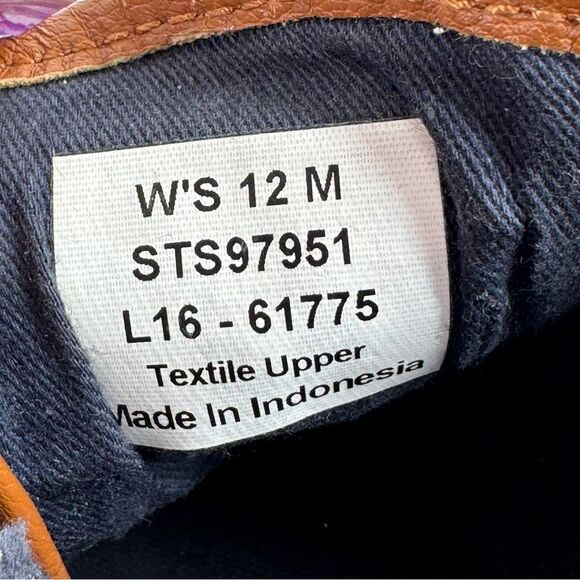 W'S 12 M
STS97951
L16 - 61775
Textile Upper
Made In Indonesia